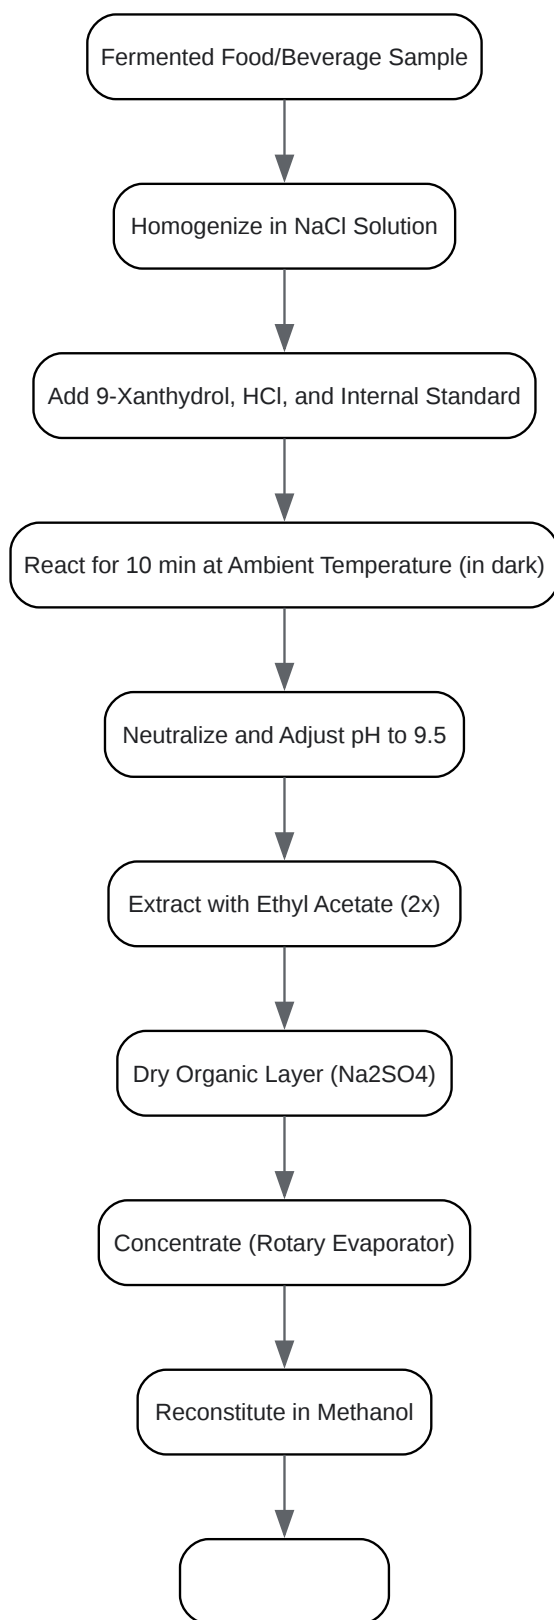 Fermented Food/Beverage Sample
Homogenize in NaCl Solution
Add 9-Xanthydrol, HCl, and Internal Standard
React for 10 min at Ambient Temperature (in dark)
Neutralize and Adjust pH to 9.5
Extract with Ethyl Acetate (2x)
Dry Organic Layer (Na2SO4)
Concentrate (Rotary Evaporator)
Reconstitute in Methanol